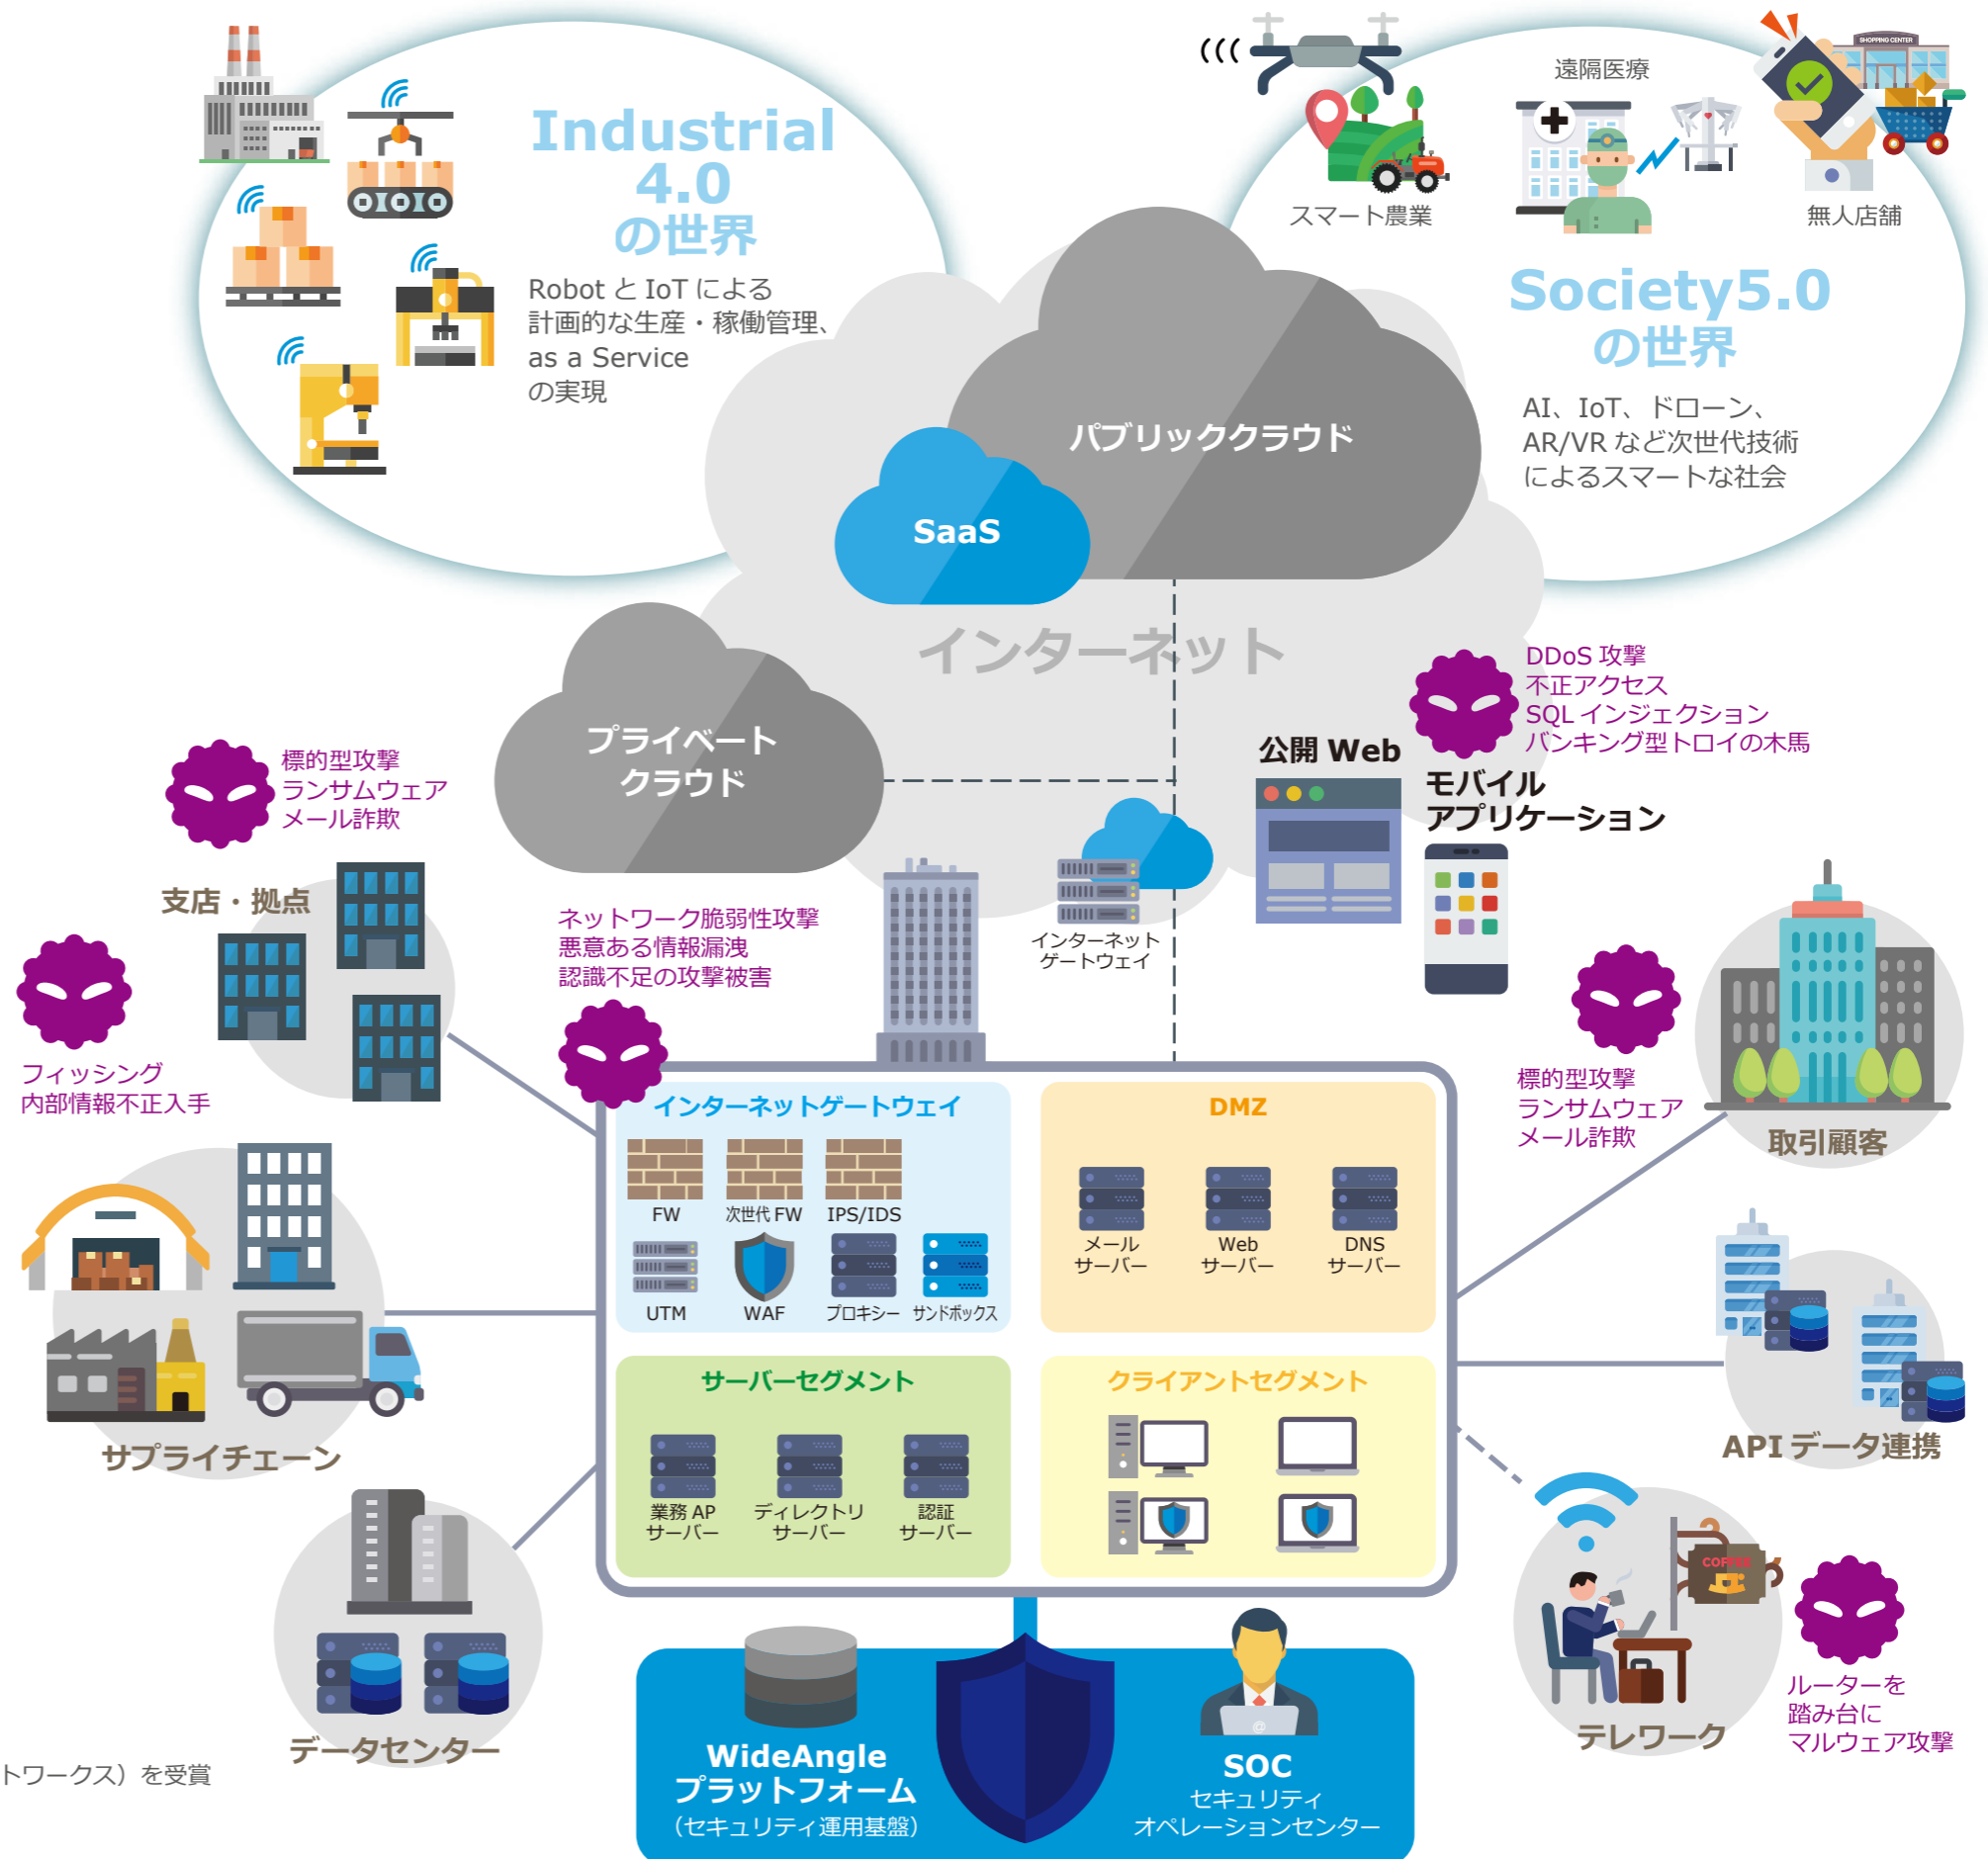 Industrial
4.0
の世界
Robot と IoT による
計画的な生産・稼働管理、
as a Service
の実現
スマート農業
遠隔医療
SHOPPING CENTER
無人店舗
Society5.0
の世界
AI、IoT、ドローン、
AR/VR など次世代技術
によるスマートな社会
パブリッククラウド
SaaS
インターネット
プライベート
クラウド
DDoS 攻撃
不正アクセス
SQL インジェクション
バンキング型トロイの木馬
公開 Web
モバイル
アプリケーション
標的型攻撃
ランサムウェア
メール詐欺
支店・拠点
フィッシング
内部情報不正入手
ネットワーク脆弱性攻撃
悪意ある情報漏洩
認識不足の攻撃被害
インターネット
ゲートウェイ
標的型攻撃
ランサムウェア
メール詐欺
取引顧客
インターネットゲートウェイ
FW
次世代 FW
IPS/IDS
UTM
WAF
プロキシー
サンドボックス
DMZ
メール
サーバー
Web
サーバー
DNS
サーバー
サーバーセグメント
業務 AP
サーバー
ディレクトリ
サーバー
認証
サーバー
クライアントセグメント
サプライチェーン
API データ連携
データセンター
COFFEE
テレワーク
ルーターを
踏み台に
マルウェア攻撃
WideAngle
プラットフォーム
（セキュリティ運用基盤）
@
SOC
セキュリティ
オペレーションセンター
トワークス）を受賞